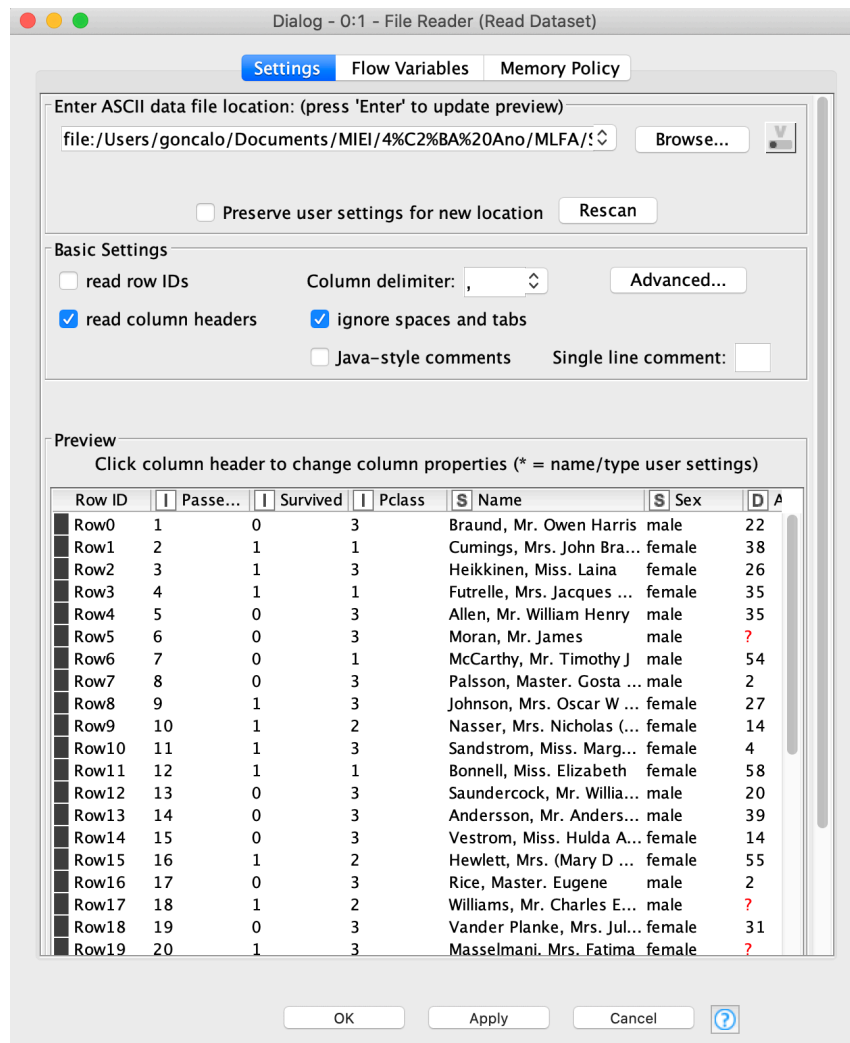 Dialog - 0:1 - File Reader (Read Dataset)
Settings Flow Variables Memory Policy
Enter ASCII data file location: (press 'Enter' to update preview)
file:/Users/goncalo/Documents/MIEI/4%C2%BA%20Ano/MLFA/ Browse... V
Preserve user settings for new location Rescan
Basic Settings
read row IDs Column delimiter: , Advanced...
read column headers ignore spaces and tabs
Java-style comments Single line comment:
Preview
Click column header to change column properties (* = name/type user settings)
Row ID I Passe... I Survived I Pclass S Name S Sex D A
Row0 1 0 3 Braund, Mr. Owen Harris male 22
Row1 2 1 1 Cumings, Mrs. John Bra... female 38
Row2 3 1 3 Heikkinen, Miss. Laina female 26
Row3 4 1 1 Futrelle, Mrs. Jacques ... female 35
Row4 5 0 3 Allen, Mr. William Henry male 35
Row5 6 0 3 Moran, Mr. James male ?
Row6 7 0 1 McCarthy, Mr. Timothy J male 54
Row7 8 0 3 Palsson, Master. Gosta ... male 2
Row8 9 1 3 Johnson, Mrs. Oscar W ... female 27
Row9 10 1 2 Nasser, Mrs. Nicholas (... female 14
Row10 11 1 3 Sandstrom, Miss. Marg... female 4
Row11 12 1 1 Bonnell, Miss. Elizabeth female 58
Row12 13 0 3 Saundercock, Mr. Willia... male 20
Row13 14 0 3 Andersson, Mr. Anders... male 39
Row14 15 0 3 Vestrom, Miss. Hulda A... female 14
Row15 16 1 2 Hewlett, Mrs. (Mary D ... female 55
Row16 17 0 3 Rice, Master. Eugene male 2
Row17 18 1 2 Williams, Mr. Charles E... male ?
Row18 19 0 3 Vander Planke, Mrs. Jul... female 31
Row19 20 1 3 Masselmani, Mrs. Fatima female ?
OK Apply Cancel ?